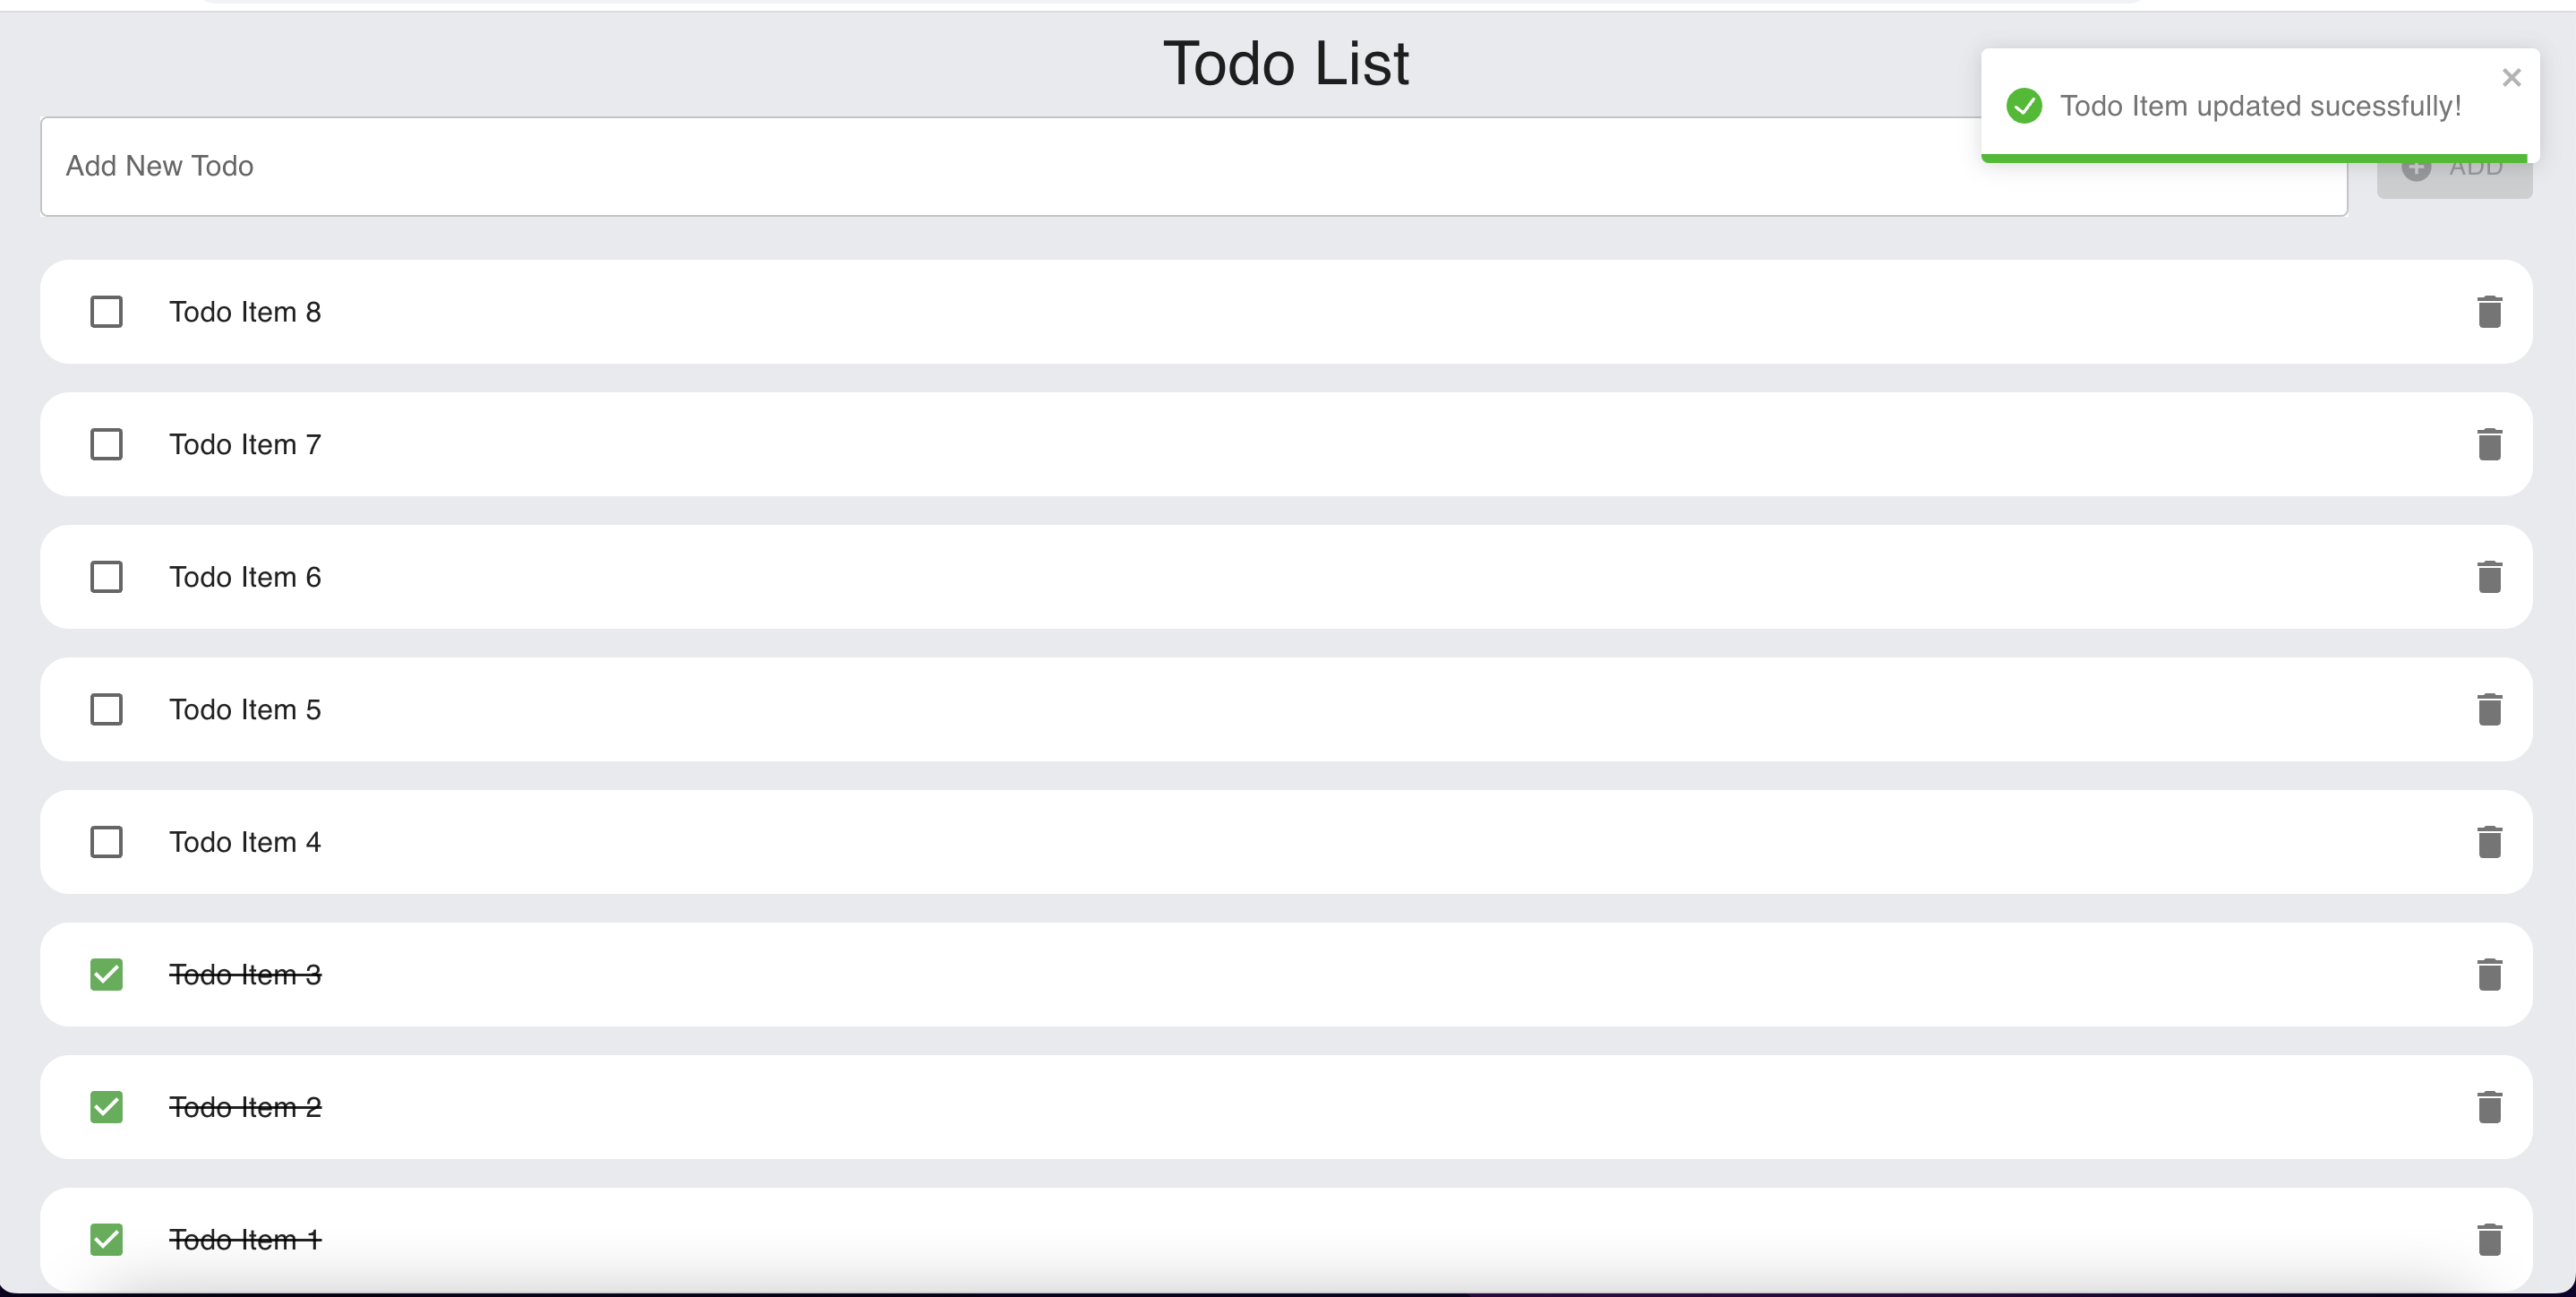 Todo List
Todo Item updated sucessfully!
Add New Todo
ADD
Todo Item 8
Todo Item 7
Todo Item 6
Todo Item 5
Todo Item 4
Todo Item 3
Todo Item 2
Todo Item 1